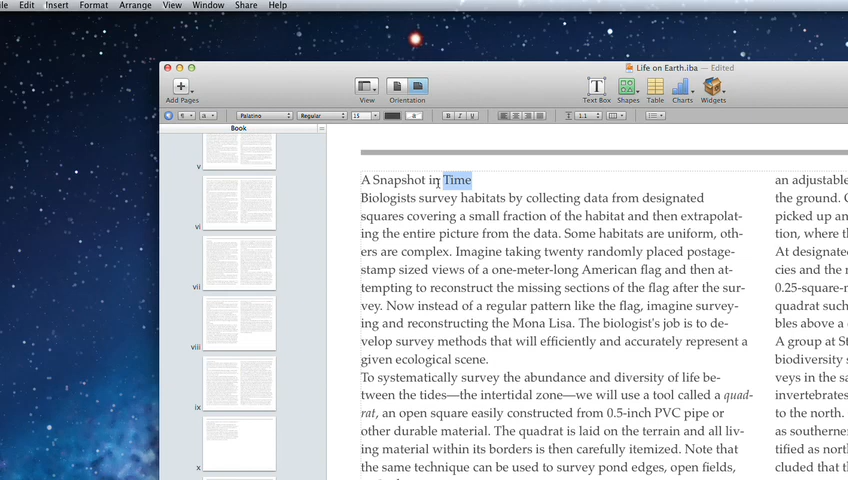 Edit Insert Format Arrange View Window Share Help
Life on Earth.iba — Edited
Add Pages View Orientation Text Box Shapes Table Charts Widgets
Palatino Regular 15 B I U 1.1
Book
v
vi
vii
viii
ix
x
A Snapshot in Time
Biologists survey habitats by collecting data from designated
squares covering a small fraction of the habitat and then extrapolat-
ing the entire picture from the data. Some habitats are uniform, oth-
ers are complex. Imagine taking twenty randomly placed postage-
stamp sized views of a one-meter-long American flag and then at-
tempting to reconstruct the missing sections of the flag after the sur-
vey. Now instead of a regular pattern like the flag, imagine survey-
ing and reconstructing the Mona Lisa. The biologist's job is to de-
velop survey methods that will efficiently and accurately represent a
given ecological scene.
To systematically survey the abundance and diversity of life be-
tween the tides—the intertidal zone—we will use a tool called a quad-
rat, an open square easily constructed from 0.5-inch PVC pipe or
other durable material. The quadrat is laid on the terrain and all liv-
ing material within its borders is then carefully itemized. Note that
the same technique can be used to survey pond edges, open fields,
an adjustable
the ground.
picked up an
tion, where th
At designated
cies and the
0.25-square-
quadrat such
bles above a
A group at St
biodiversity
veys in the sa
invertebrates
to the north.
as southern
tified as nort
cluded that t